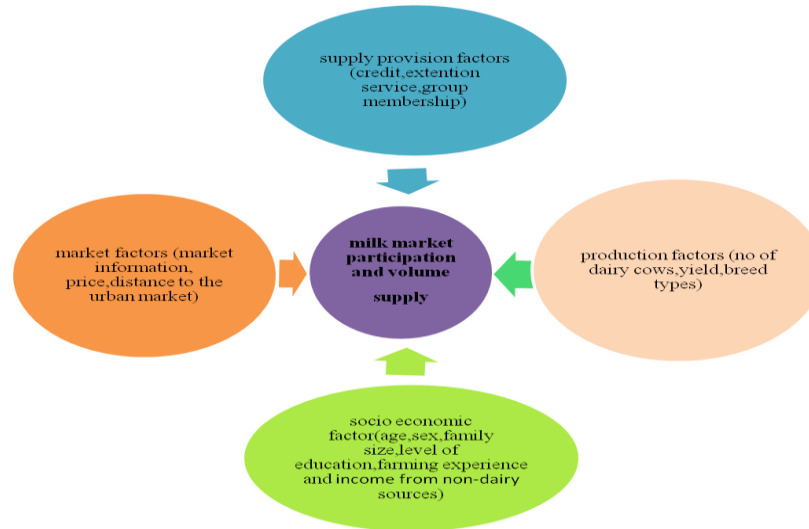 supply provision factors
(credit,extention
service,group
membership)
market factors (market
information,
price,distance to the
urban market)
milk market
participation
and volume
supply
production factors (no of
dairy cows,yield,breed
types)
socio economic
factor(age,sex,family
size,level of
education,farming experience
and income from non-dairy
sources)